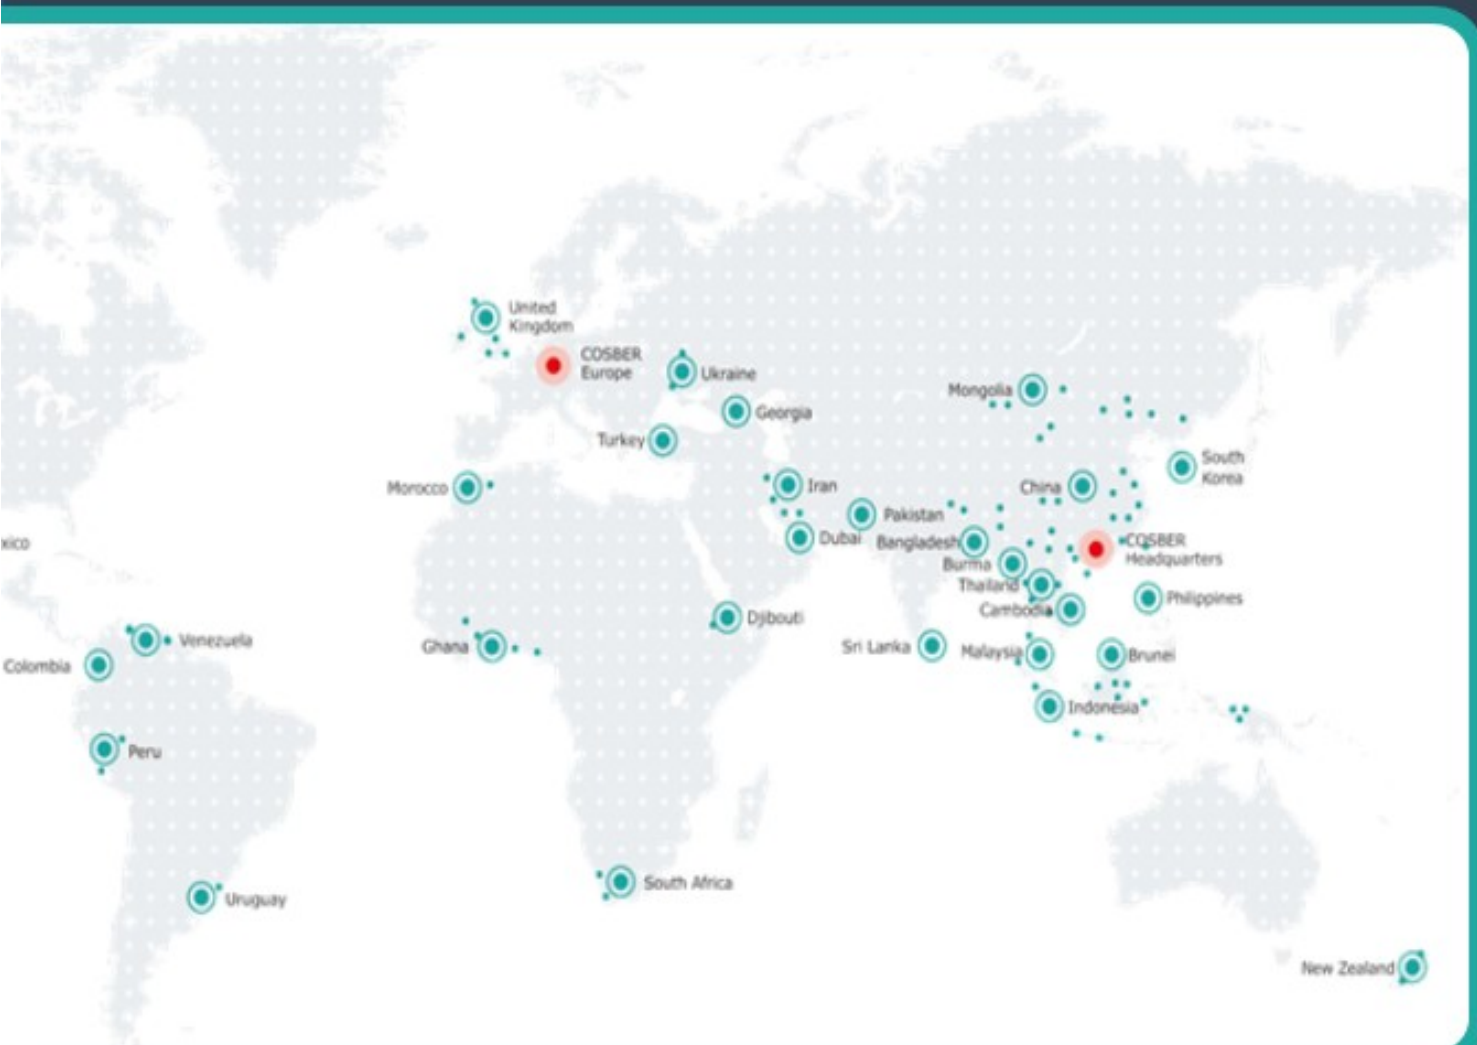 United
Kingdom
COSBER
Europe
Ukraine
Mongolia
Georgia
Turkey
South
Korea
Morocco
Iran
China
Pakistan
Dubai
Bangladesh
COSBER
Headquarters
xico
Burma
Thailand
Cambodia
Philippines
Djibouti
Venezuela
Ghana
Sri Lanka
Malaysia
Brunei
Colombia
Indonesia
Peru
South Africa
Uruguay
New Zealand